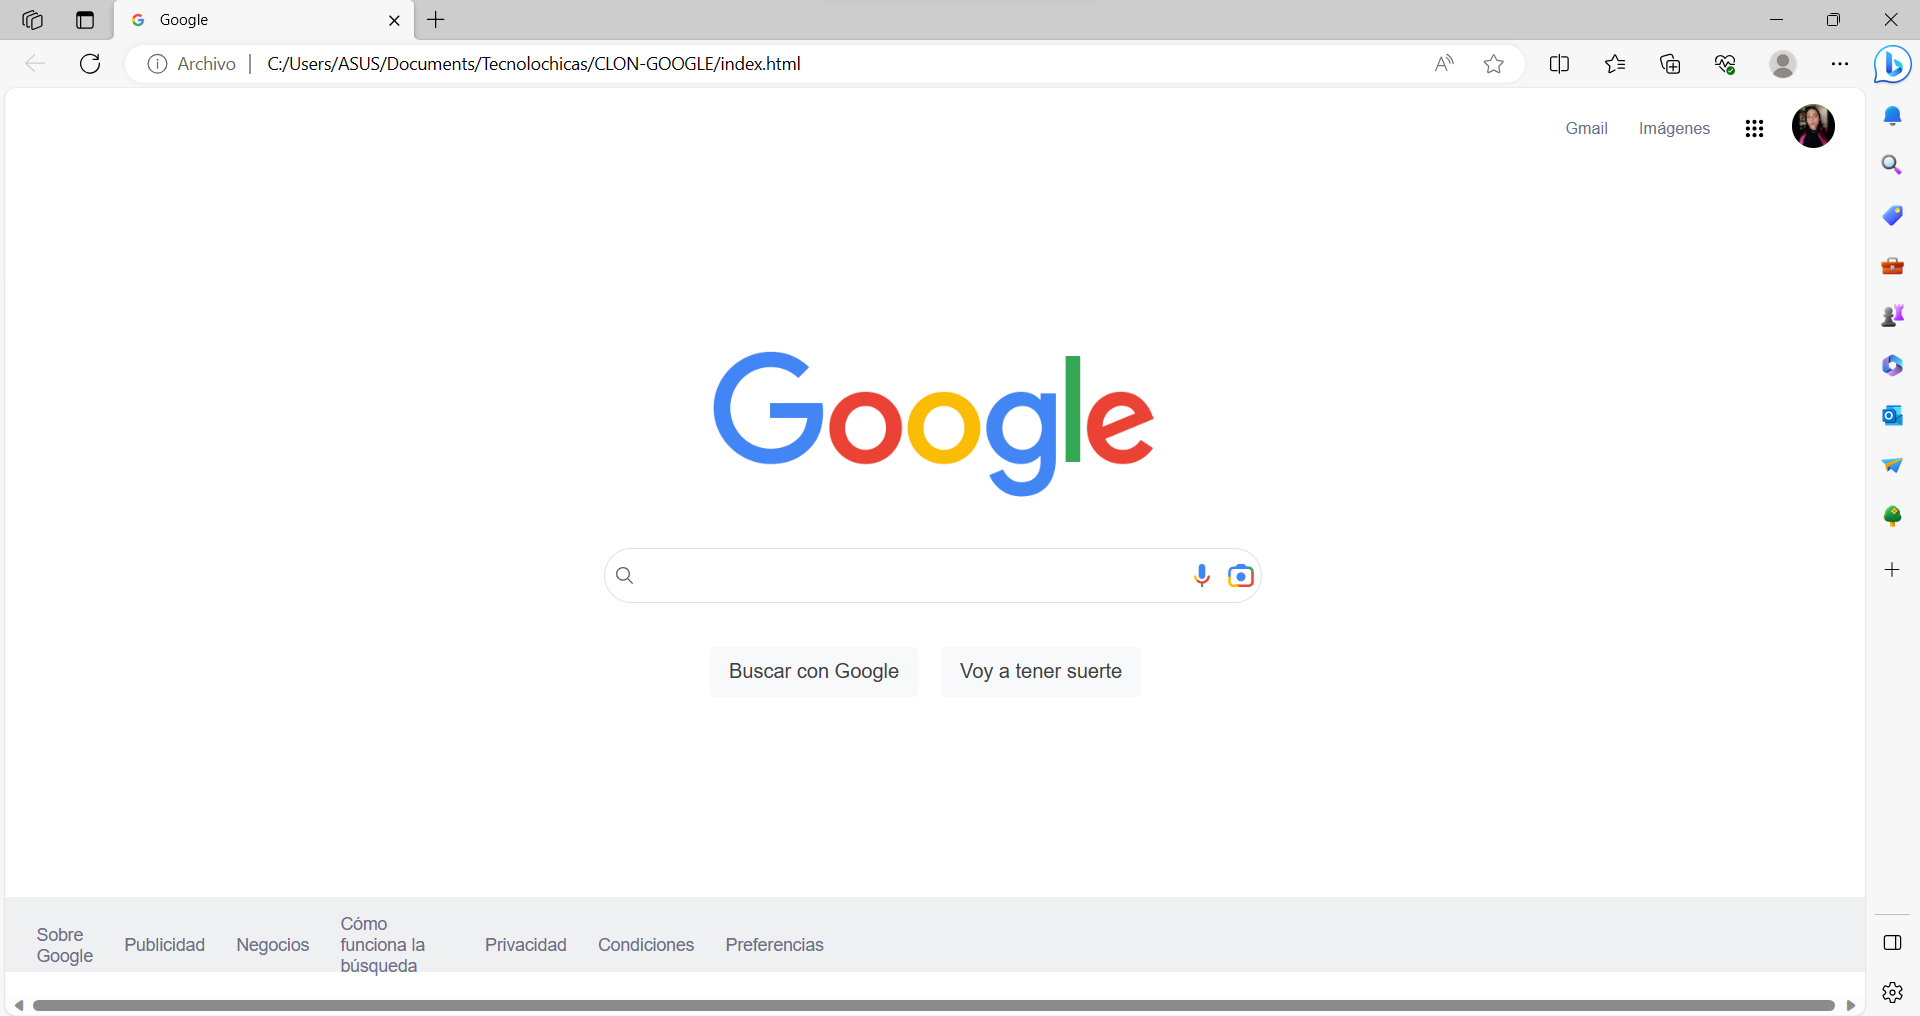 Google
Archivo
C:/Users/ASUS/Documents/Tecnolochicas/CLON-GOOGLE/index.html
Gmail
Imágenes
Google
Buscar con Google
Voy a tener suerte
Sobre
Google
Publicidad
Negocios
Cómo
funciona la
búsqueda
Privacidad
Condiciones
Preferencias